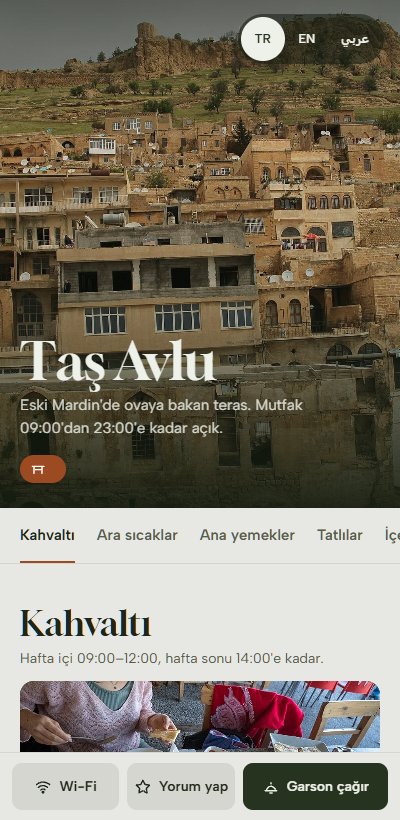 TR EN عربي
Taş Avlu
Eski Mardin'de ovaya bakan teras. Mutfak
09:00'dan 23:00'e kadar açık.
Kahvaltı Ara sıcaklar Ana yemekler Tatlılar İçe
Kahvaltı
Hafta içi 09:00–12:00, hafta sonu 14:00'e kadar.
Wi-Fi Yorum yap Garson çağır